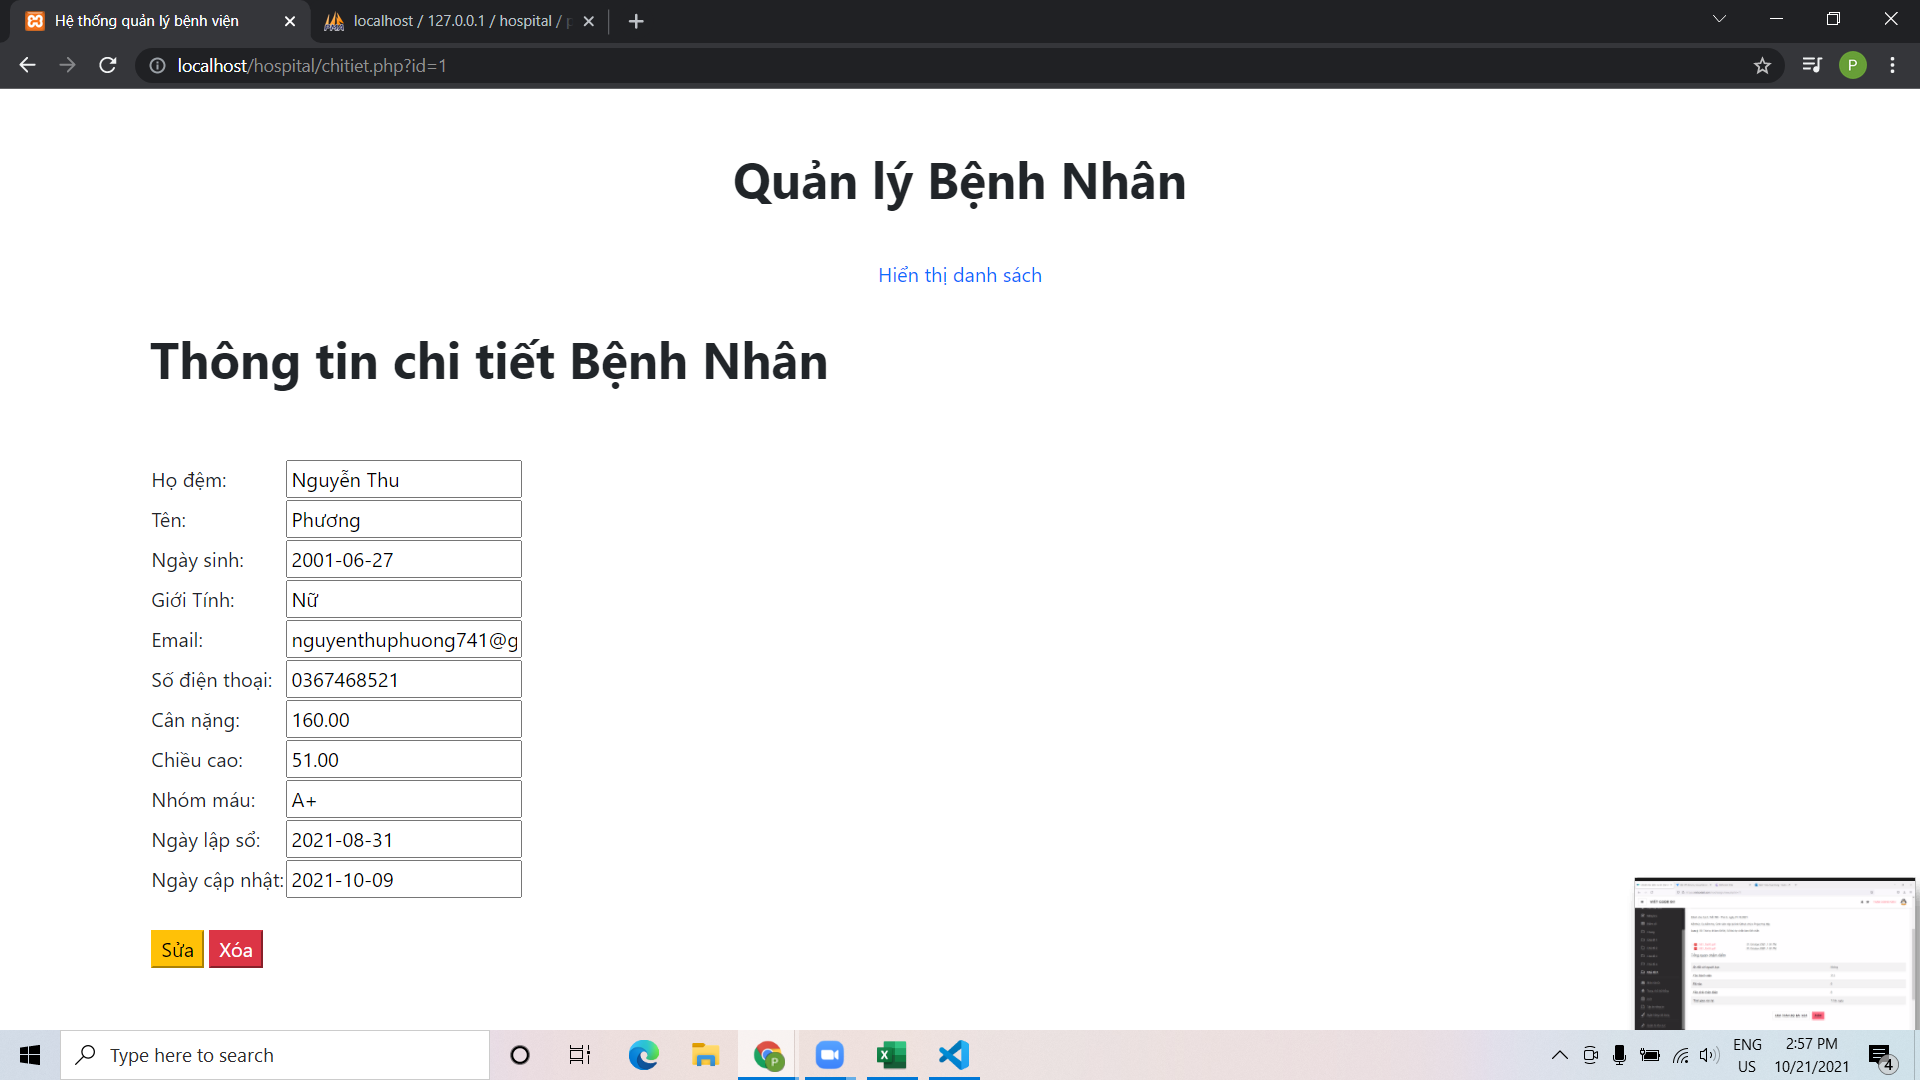 Hệ thống quản lý bệnh viện
localhost / 127.0.0.1 / hospital / p
localhost/hospital/chitiet.php?id=1
P
Quản lý Bệnh Nhân
Hiển thị danh sách
Thông tin chi tiết Bệnh Nhân
Họ đệm: Nguyễn Thu
Tên: Phương
Ngày sinh: 2001-06-27
Giới Tính: Nữ
Email: nguyenthuphuong741@g
Số điện thoại: 0367468521
Cân nặng: 160.00
Chiều cao: 51.00
Nhóm máu: A+
Ngày lập sổ: 2021-08-31
Ngày cập nhật: 2021-10-09
Sửa Xóa
Type here to search
ENG
US
2:57 PM
10/21/2021
4